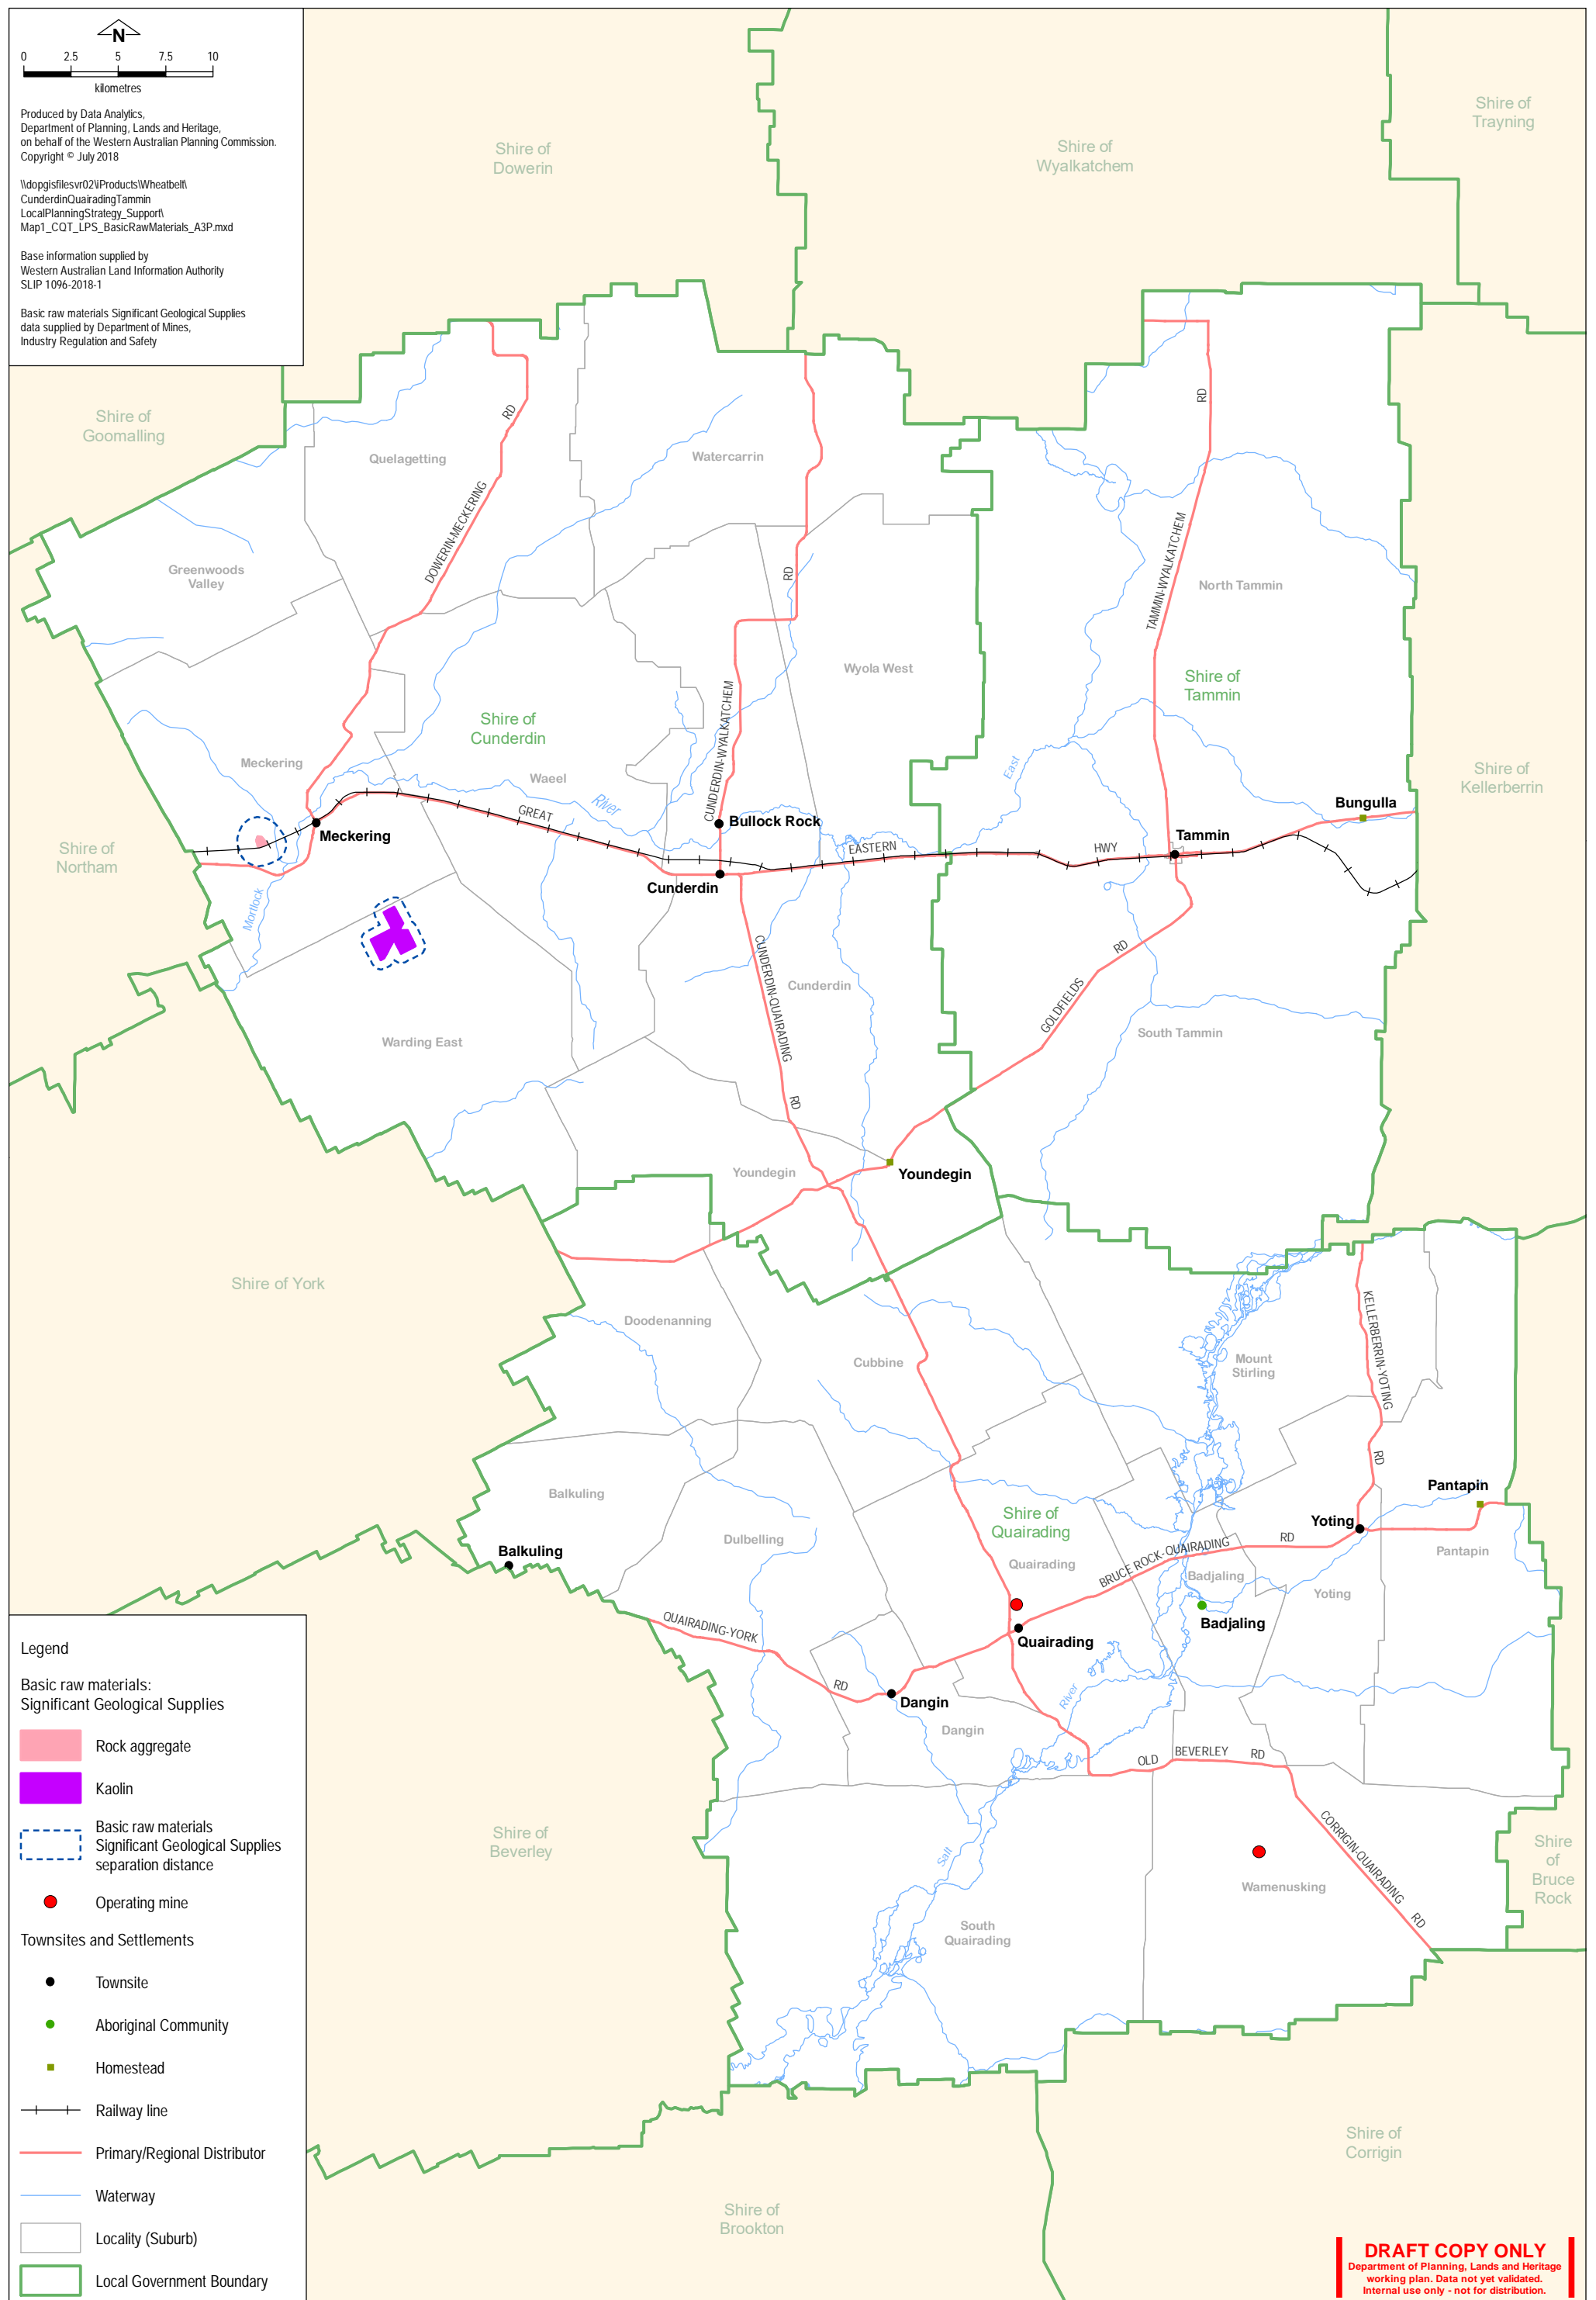 N
0 2.5 5 7.5 10
kilometres
Produced by Data Analytics,
Department of Planning, Lands and Heritage,
on behalf of the Western Australian Planning Commission.
Copyright © July 2018
\\dopgisfilesvr02\iProducts\Wheatbelt\
CunderdinQuairadingTammin
LocalPlanningStrategy_Support\
Map1_CQT_LPS_BasicRawMaterials_A3P.mxd
Base information supplied by
Western Australian Land Information Authority
SLIP 1096-2018-1
Basic raw materials Significant Geological Supplies
data supplied by Department of Mines,
Industry Regulation and Safety
Shire of
Dowerin
Shire of
Wyalkatchem
Shire of
Trayning
Shire of
Goomalling
Quelagetting
RD
Watercarrin
RD
DOWERIN-MECKERING
Greenwoods
Valley
RD
TAMMIN-WYALKATCHEM
North Tammin
Wyola West
Shire of
Tammin
Shire of
Cunderdin
CUNDERDIN-WYALKATCHEM
Meckering
Waeel
East
Shire of
Kellerberrin
River
GREAT
Bungulla
Bullock Rock
Meckering
Tammin
EASTERN
HWY
Shire of
Northam
Cunderdin
Mortlock
CUNDERDIN-QUAIRADING
RD
Cunderdin
GOLDFIELDS
RD
Warding East
South Tammin
Youndegin
Youndegin
Shire of York
Doodenanning
Cubbine
Mount
Stirling
KELLERBERRIN-YOTING
RD
Balkuling
Pantapin
Shire of
Quairading
Yoting
Dulbelling
Balkuling
Quairading
BRUCE ROCK-QUAIRADING
RD
Pantapin
Badjaling
Yoting
Badjaling
QUAIRADING-YORK
RD
Quairading
Dangin
River
Dangin
OLD
BEVERLEY
RD
Shire of
Beverley
Salt
CORRIGIN-QUAIRADING
RD
Wamenusking
Shire
of
Bruce
Rock
South
Quairading
Shire of
Corrigin
Shire of
Brookton
Legend
Basic raw materials:
Significant Geological Supplies
Rock aggregate
Kaolin
Basic raw materials
Significant Geological Supplies
separation distance
Operating mine
Townsites and Settlements
Townsite
Aboriginal Community
Homestead
Railway line
Primary/Regional Distributor
Waterway
Locality (Suburb)
Local Government Boundary
DRAFT COPY ONLY
Department of Planning, Lands and Heritage
working plan. Data not yet validated.
Internal use only - not for distribution.